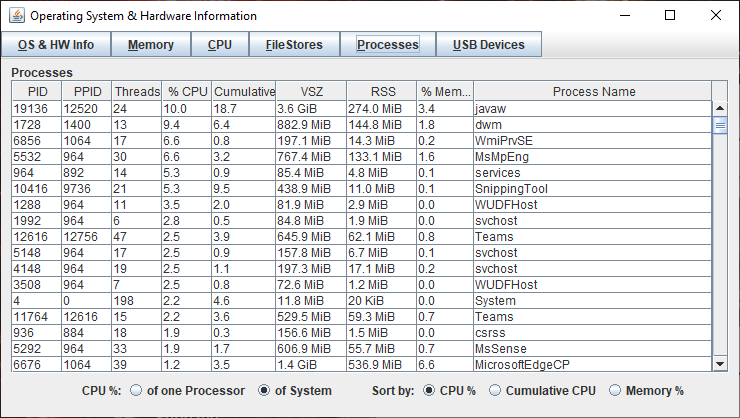 Operating System & Hardware Information
OS & HW Info Memory CPU FileStores Processes USB Devices
Processes
PID PPID Threads % CPU Cumulative VSZ RSS % Mem... Process Name
19136 12520 24 10.0 18.7 3.6 GiB 274.0 MiB 3.4 javaw
1728 1400 13 9.4 6.4 882.9 MiB 144.8 MiB 1.8 dwm
6856 1064 17 6.6 0.8 197.1 MiB 14.3 MiB 0.2 WmiPrvSE
5532 964 30 6.6 3.2 767.4 MiB 133.1 MiB 1.6 MsMpEng
964 892 14 5.3 0.9 85.4 MiB 4.8 MiB 0.1 services
10416 9736 21 5.3 9.5 438.9 MiB 11.0 MiB 0.1 SnippingTool
1288 964 11 3.5 2.0 81.9 MiB 2.9 MiB 0.0 WUDFHost
1992 964 6 2.8 0.5 84.8 MiB 1.9 MiB 0.0 svchost
12616 12756 47 2.5 3.9 645.9 MiB 62.1 MiB 0.8 Teams
5148 964 17 2.5 0.9 157.8 MiB 6.7 MiB 0.1 svchost
4148 964 19 2.5 1.1 197.3 MiB 17.1 MiB 0.2 svchost
3508 964 7 2.5 0.8 72.6 MiB 1.2 MiB 0.0 WUDFHost
4 0 198 2.2 4.6 11.8 MiB 20 KiB 0.0 System
11764 12616 15 2.2 3.6 529.5 MiB 59.3 MiB 0.7 Teams
936 884 18 1.9 0.3 156.6 MiB 1.5 MiB 0.0 csrss
5292 964 33 1.9 1.7 606.9 MiB 55.7 MiB 0.7 MsSense
6676 1064 39 1.2 3.5 1.4 GiB 536.9 MiB 6.6 MicrosoftEdgeCP
CPU %: of one Processor of System Sort by: CPU % Cumulative CPU Memory %